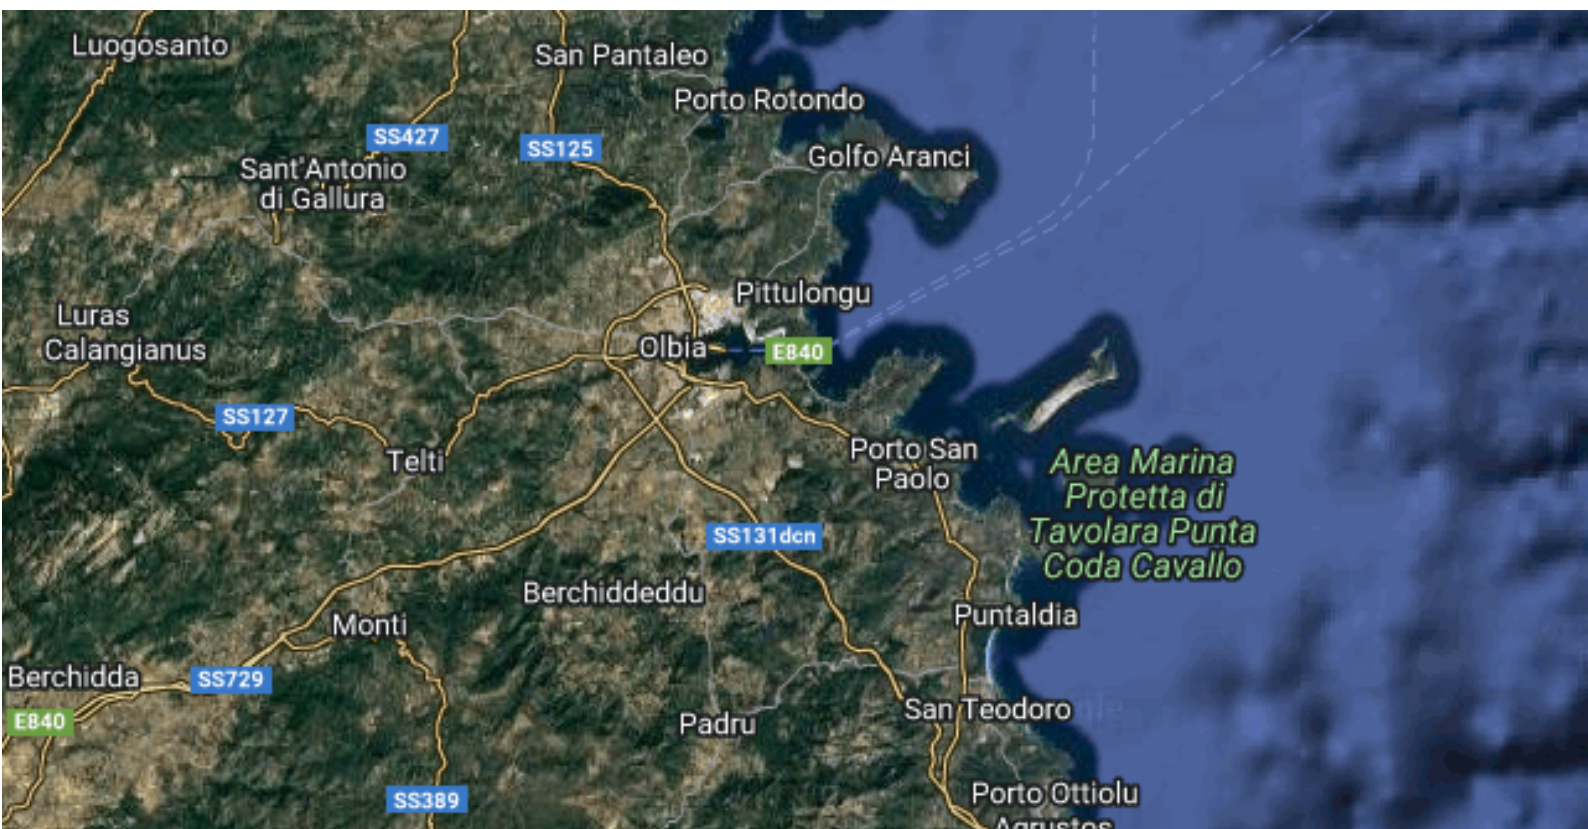 Luogosanto
San Pantaleo
Porto Rotondo
SS427
SS125
Golfo Aranci
Sant'Antonio
di Gallura
Pittulongu
Luras
Calangianus
Olbia
E840
SS127
Telti
Porto San
Paolo
Area Marina
Protetta di
Tavolara Punta
Coda Cavallo
SS131dcn
Berchiddeddu
Puntaldia
Monti
Berchidda
SS729
E840
San Teodoro
Padru
Porto Ottiolu
SS389
Agrustos